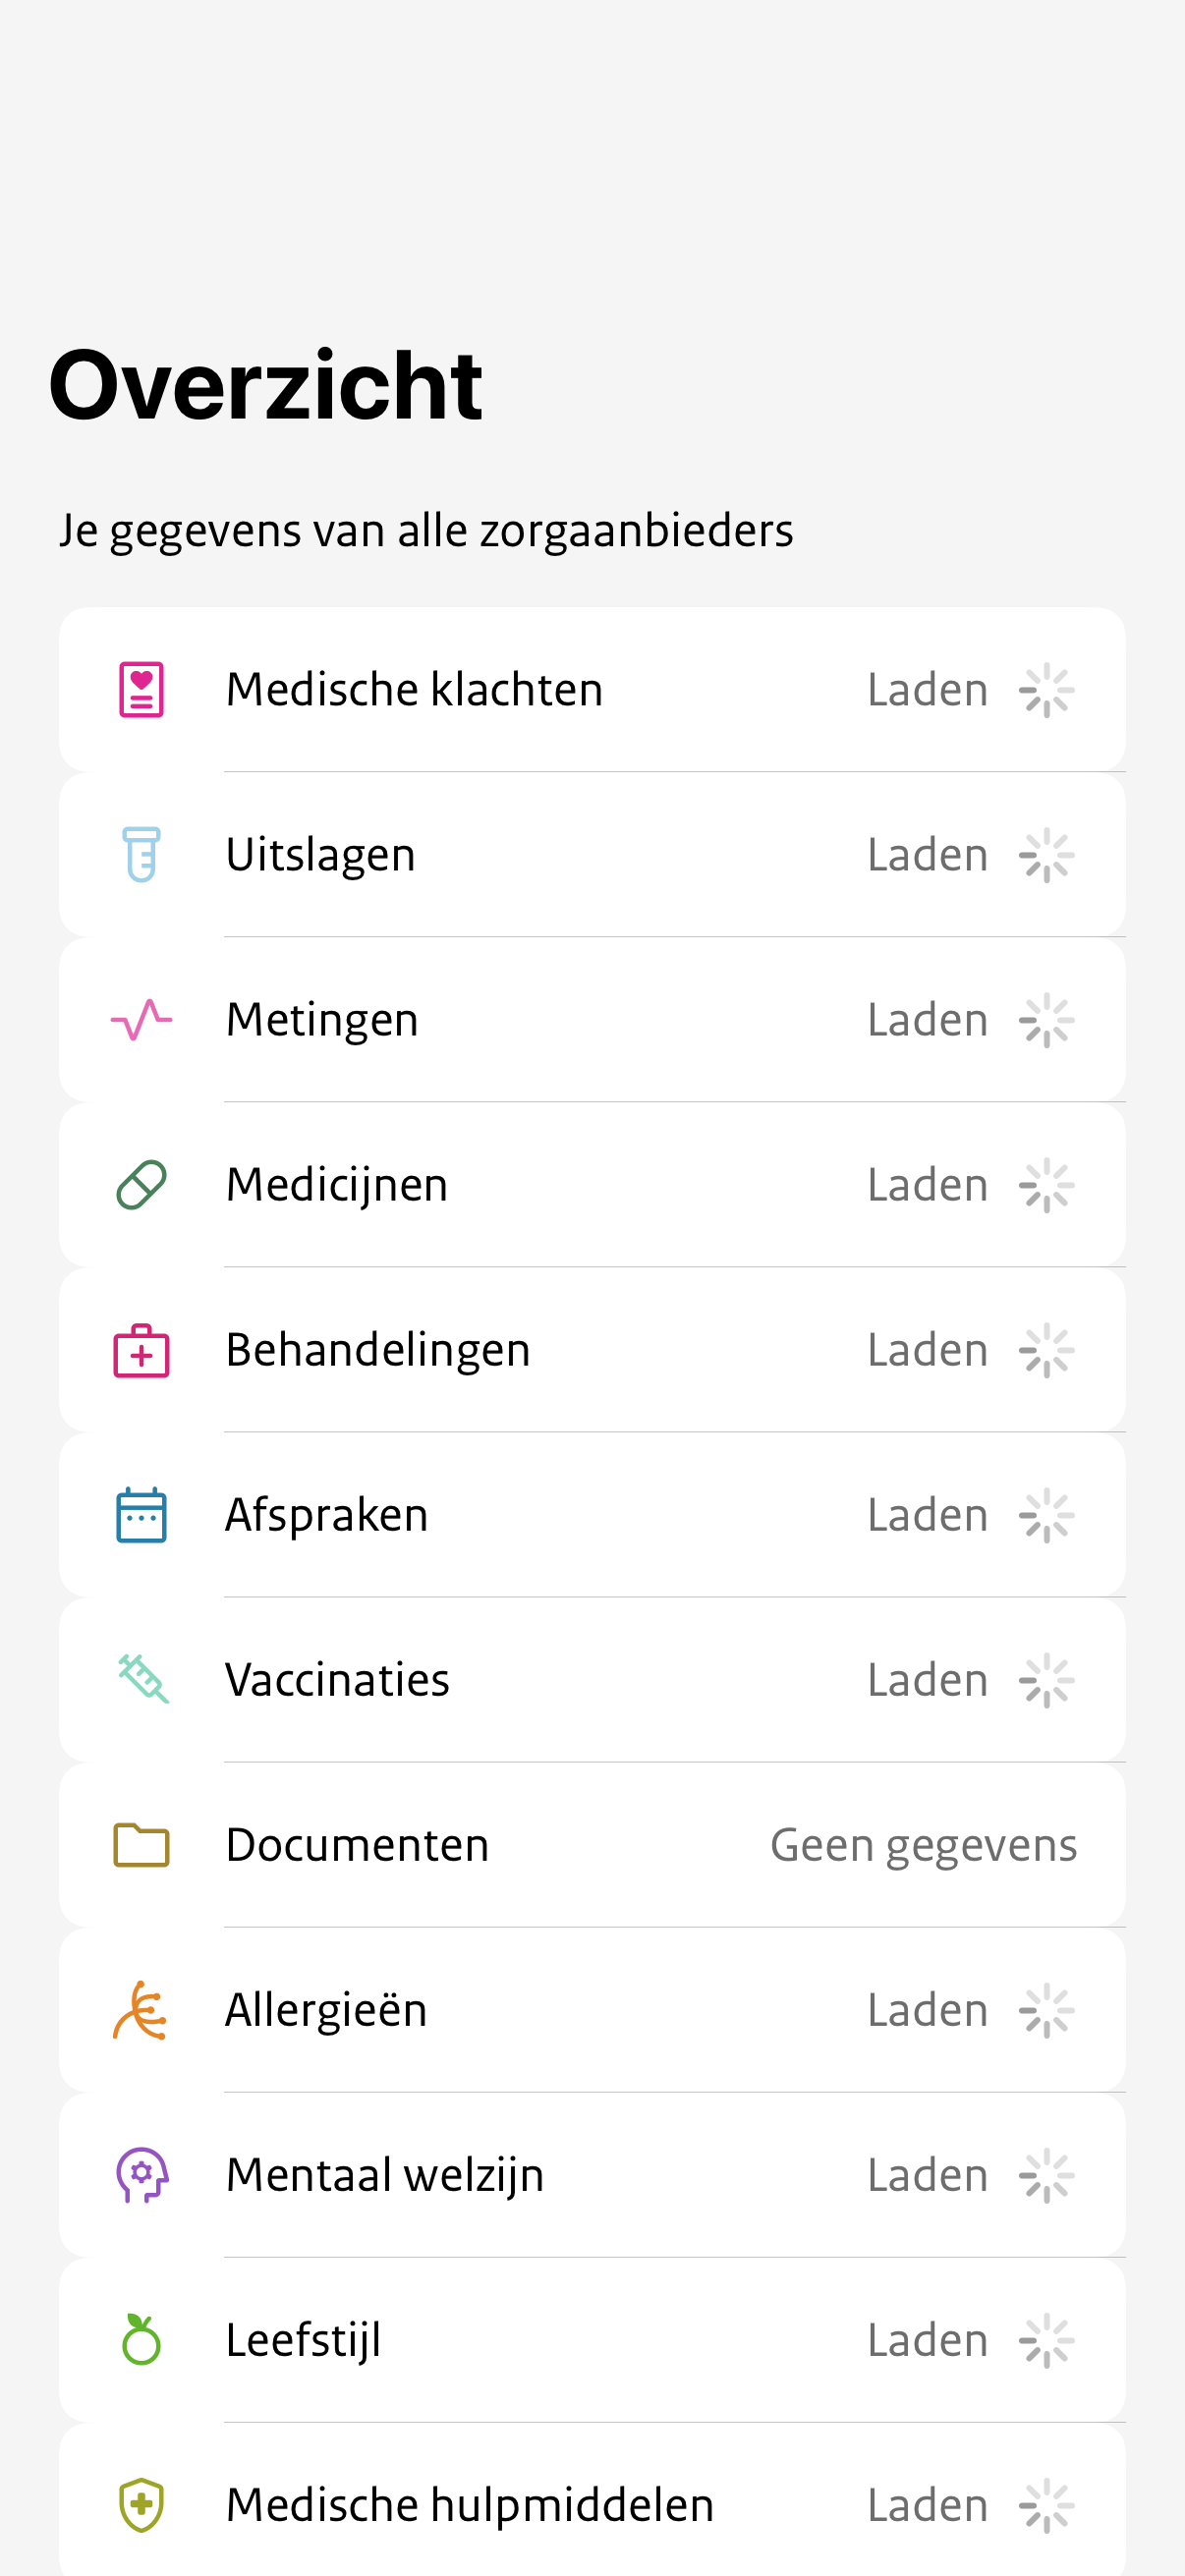 Overzicht
Je gegevens van alle zorgaanbieders
Medische klachten Laden
Uitslagen Laden
Metingen Laden
Medicijnen Laden
Behandelingen Laden
Afspraken Laden
Vaccinaties Laden
Documenten Geen gegevens
Allergieën Laden
Mentaal welzijn Laden
Leefstijl Laden
Medische hulpmiddelen Laden